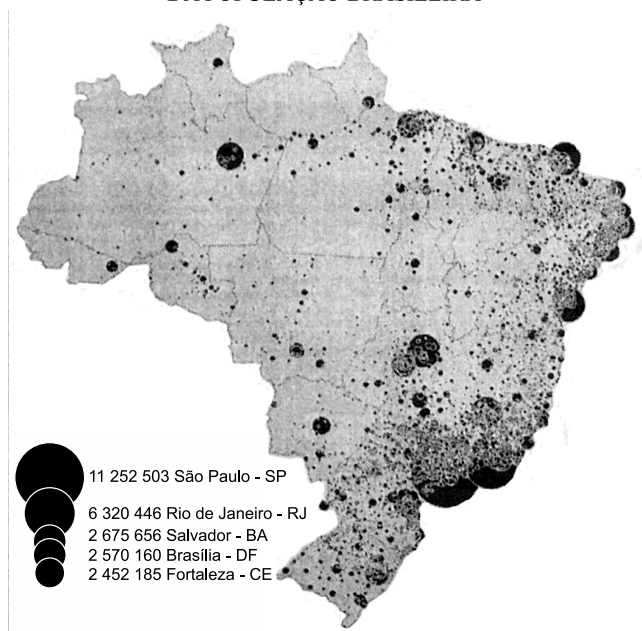 11 252 503 São Paulo - SP
6 320 446 Rio de Janeiro - RJ
2 675 656 Salvador - BA
2 570 160 Brasília - DF
2 452 185 Fortaleza - CE